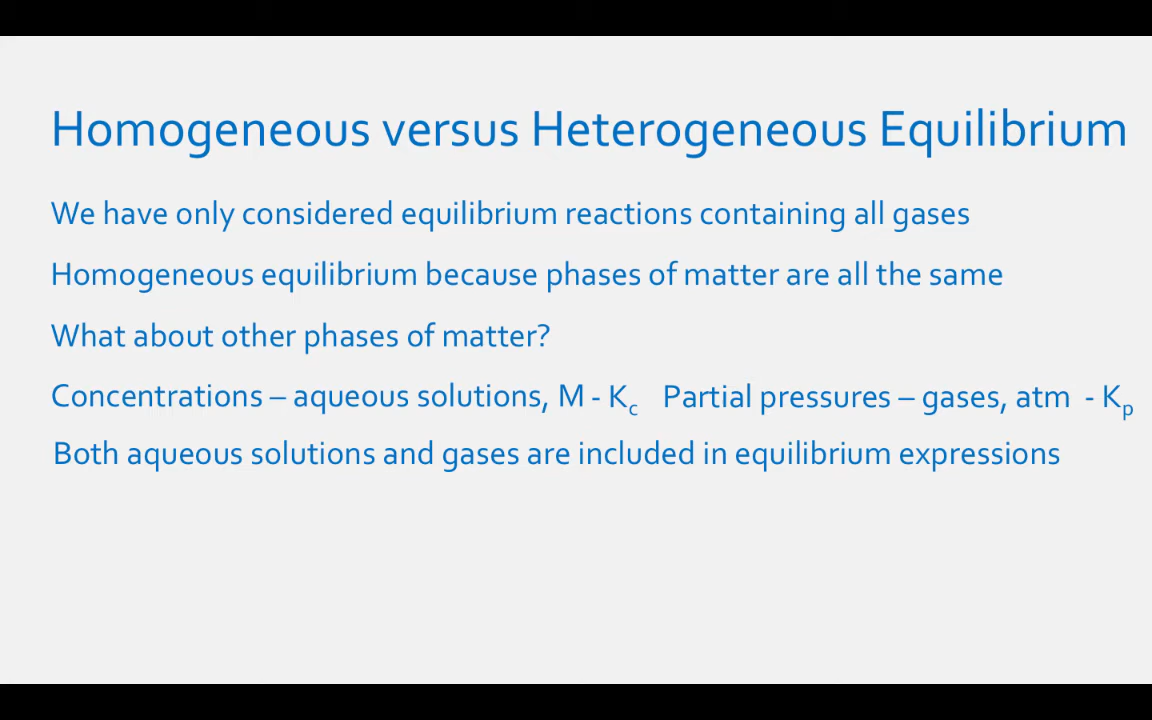 Homogeneous versus Heterogeneous Equilibrium
We have only considered equilibrium reactions containing all gases
Homogeneous equilibrium because phases of matter are all the same
What about other phases of matter?
Concentrations – aqueous solutions, M - Kc Partial pressures – gases, atm - Kp
Both aqueous solutions and gases are included in equilibrium expressions